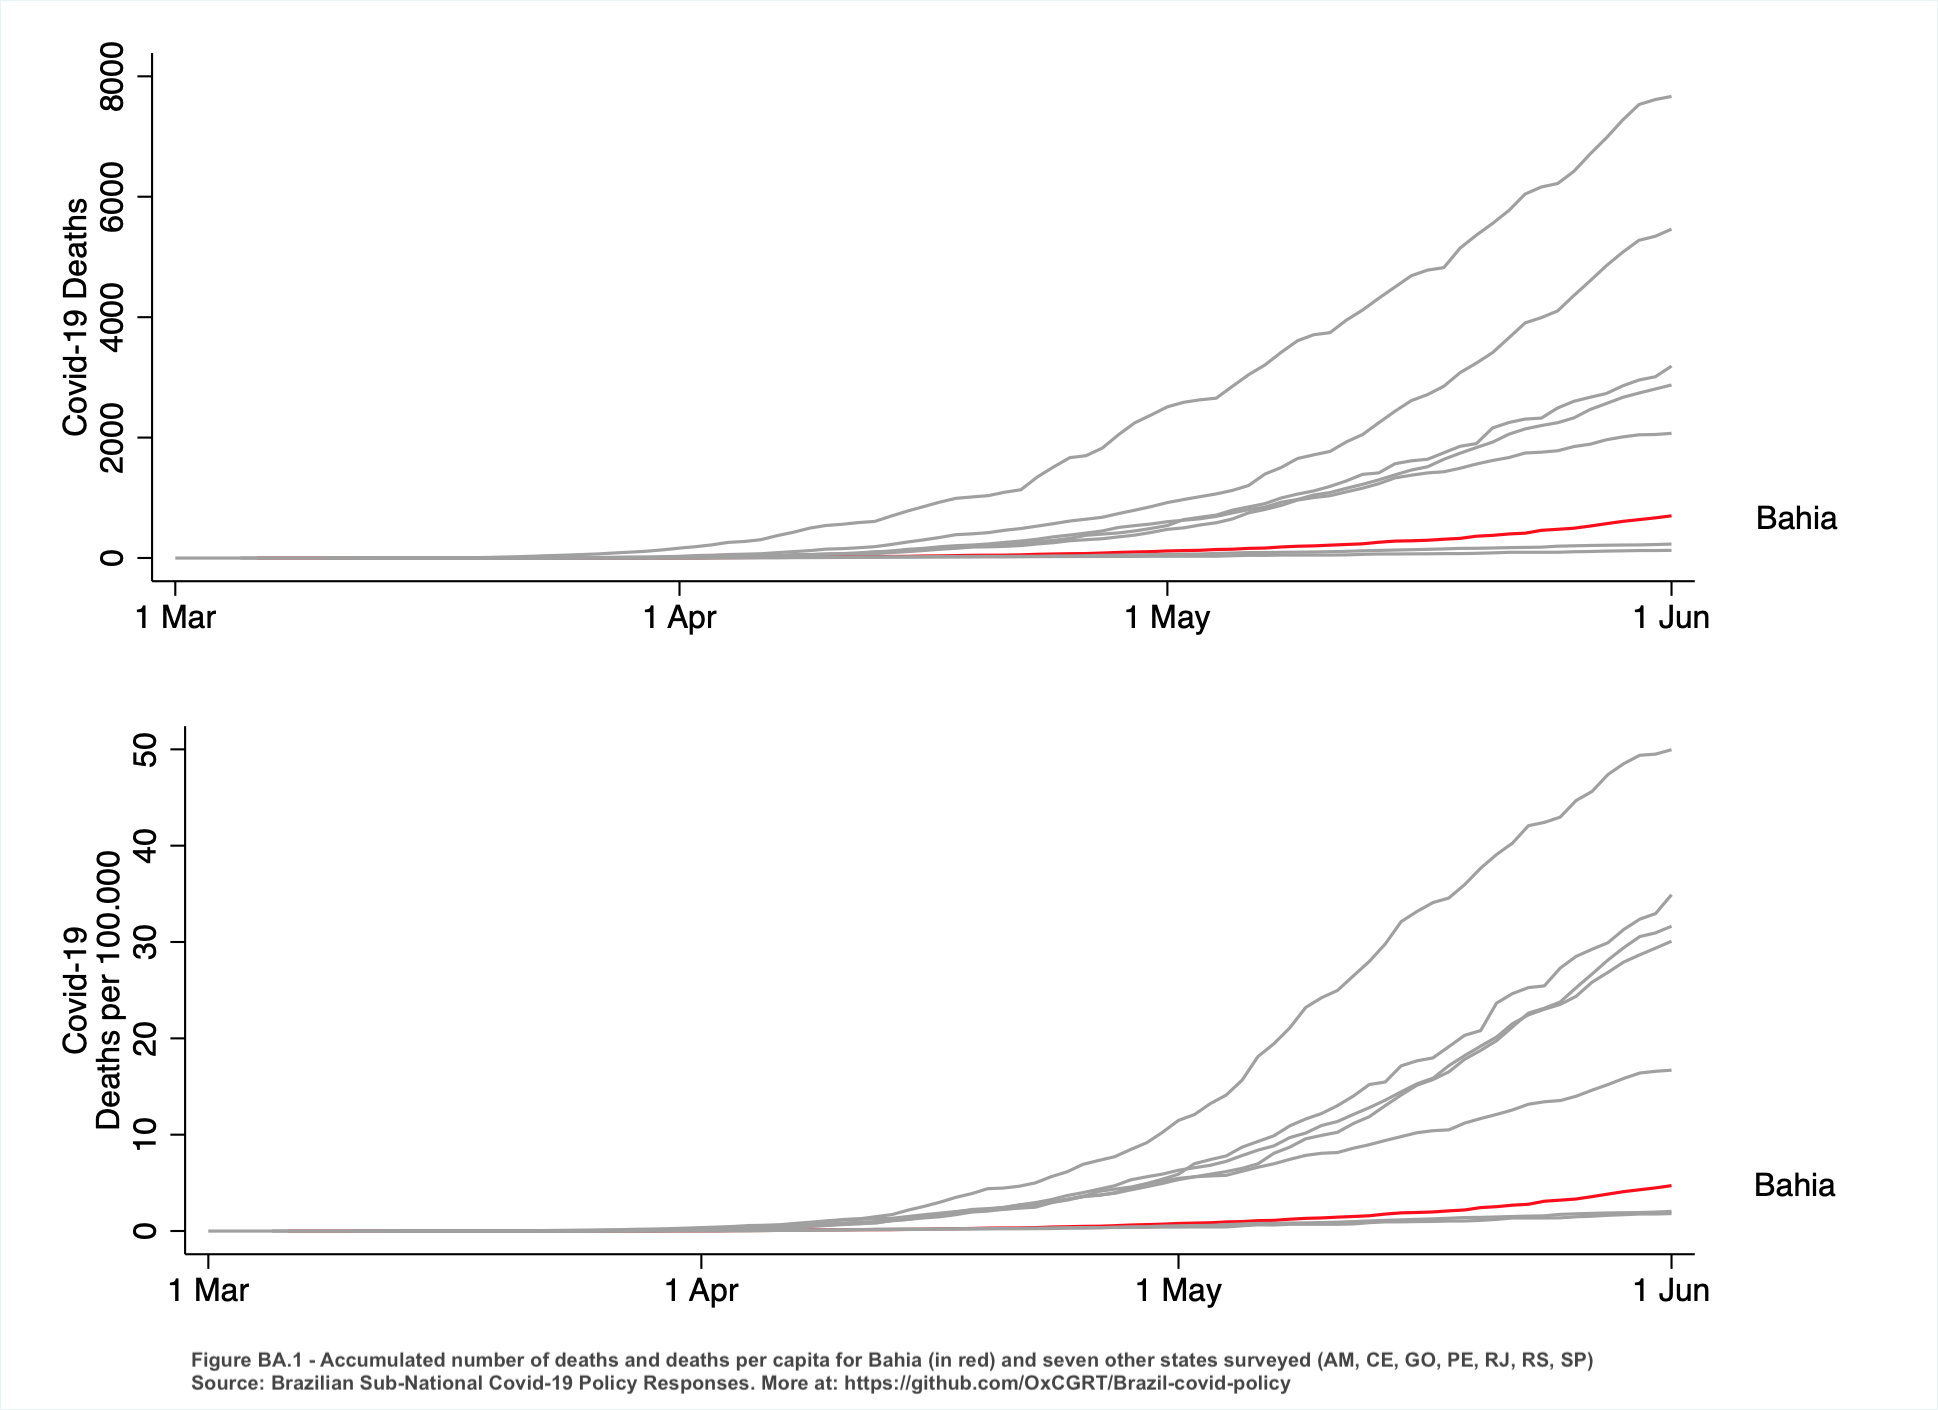 8000
6000
4000
2000
0
Covid-19 Deaths
Bahia
1 Mar
1 Apr
1 May
1 Jun
50
40
30
20
10
0
Covid-19
Deaths per 100.000
Bahia
1 Mar
1 Apr
1 May
1 Jun
Figure BA.1 - Accumulated number of deaths and deaths per capita for Bahia (in red) and seven other states surveyed (AM, CE, GO, PE, RJ, RS, SP)
Source: Brazilian Sub-National Covid-19 Policy Responses. More at: https://github.com/OxCGRT/Brazil-covid-policy